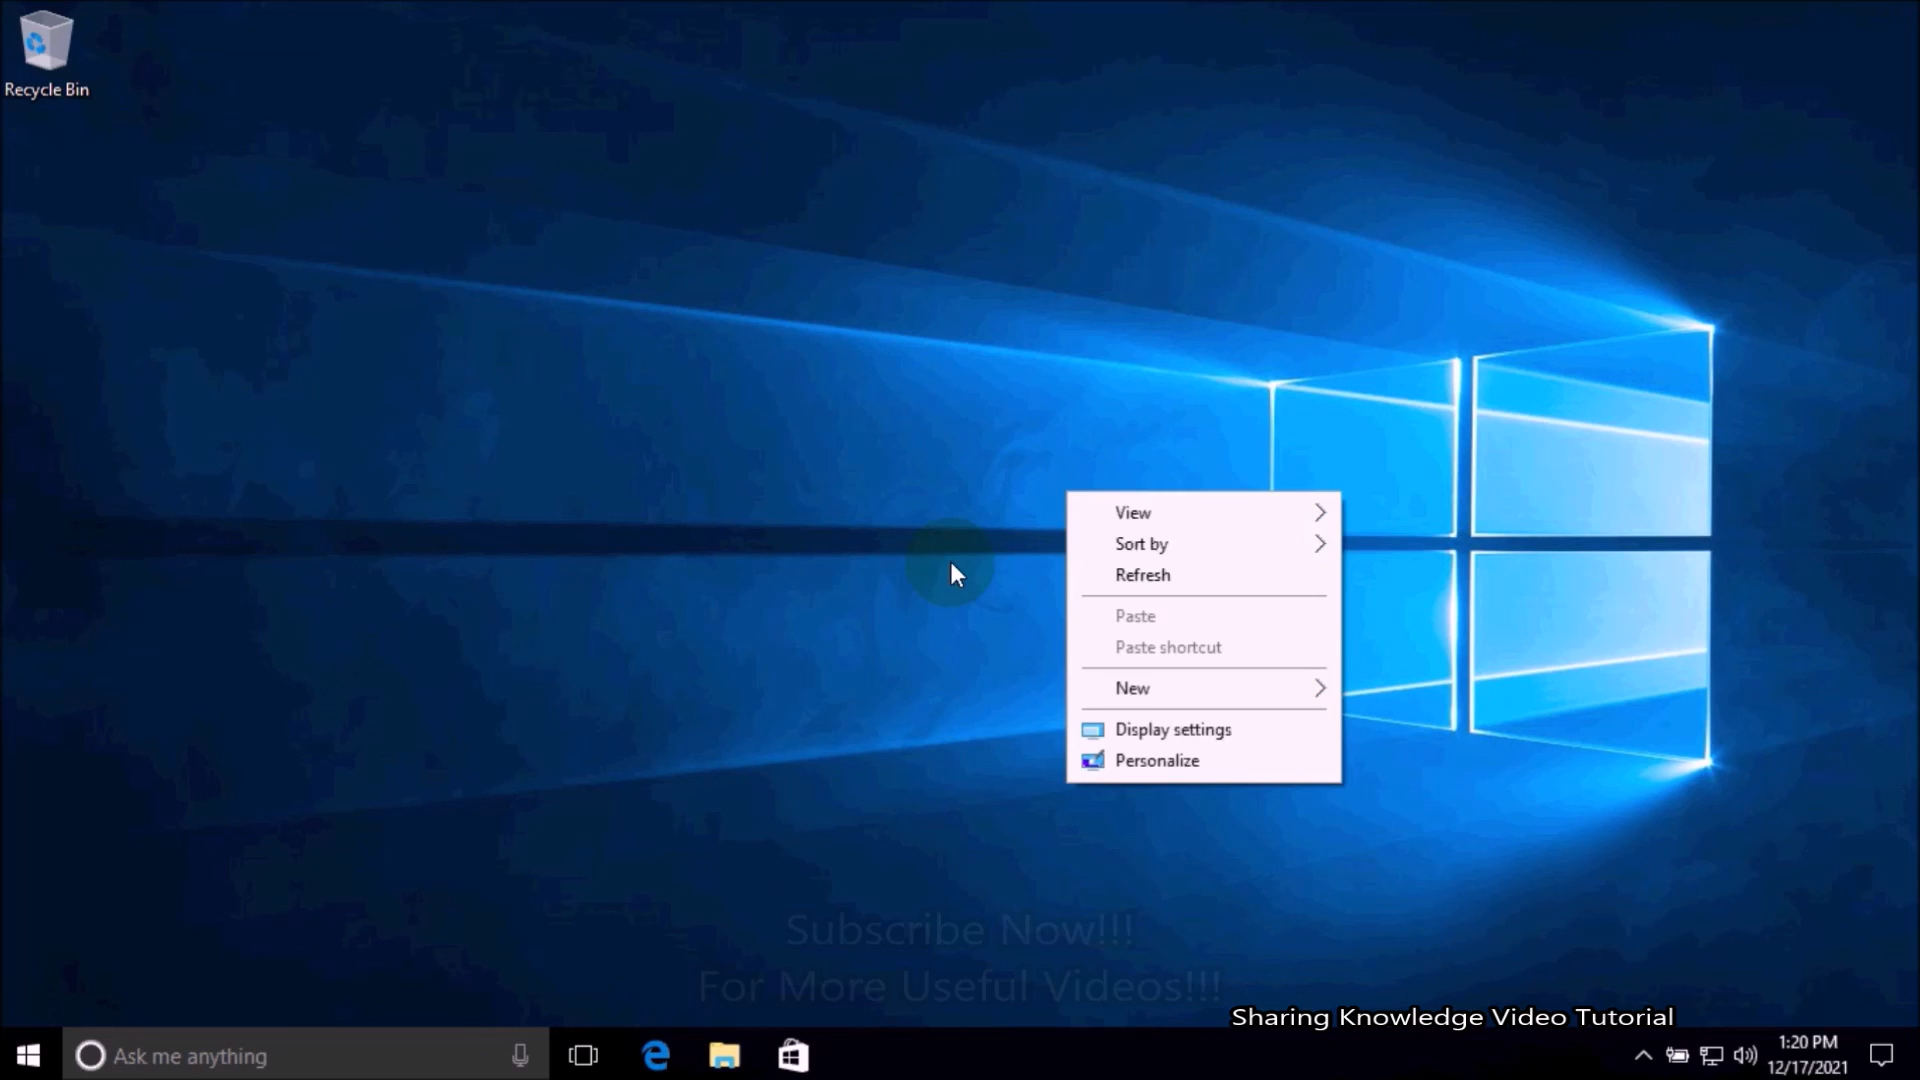 Recycle Bin
View
Sort by
Refresh
Paste
Paste shortcut
New
Display settings
Personalize
Subscribe Now!!!
For More Useful Videos!!!
Sharing Knowledge Video Tutorial
Ask me anything
1:20 PM
12/17/2021